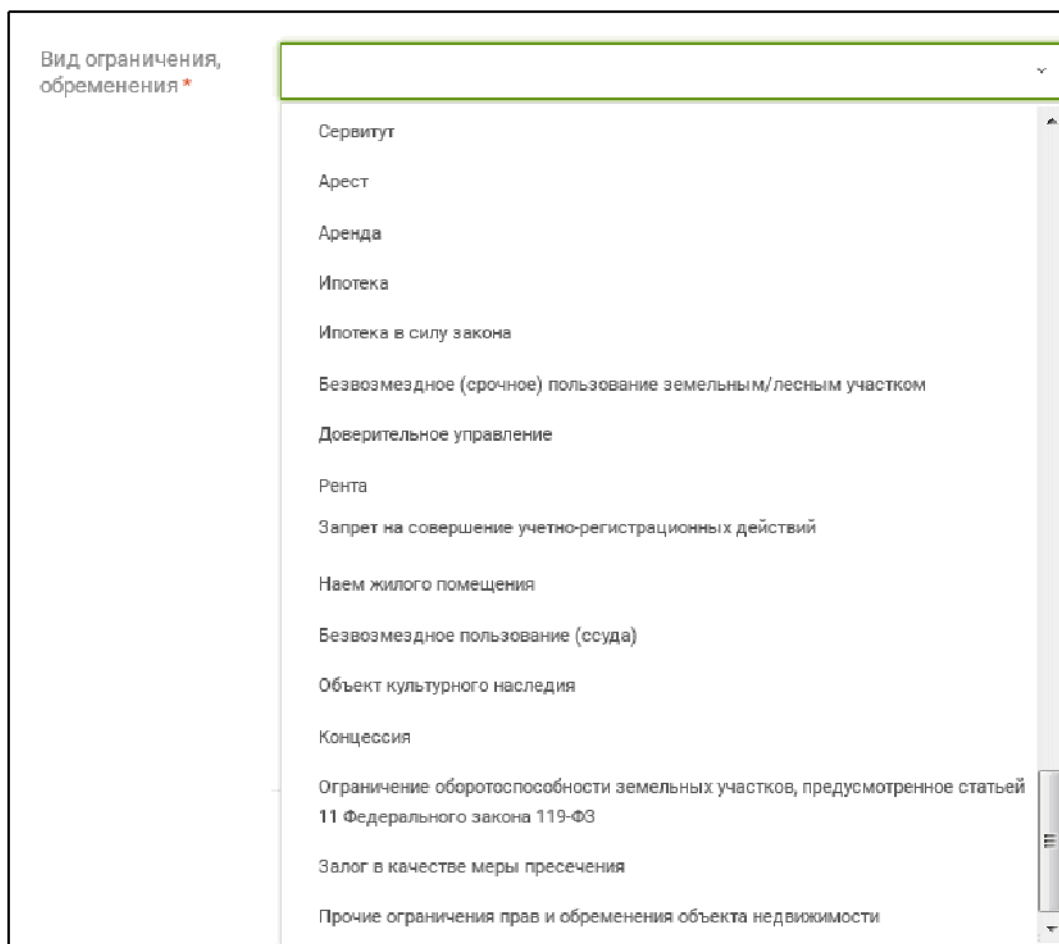 Вид ограничения,
обременения *
Сервитут
Арест
Аренда
Ипотека
Ипотека в силу закона
Безвозмездное (срочное) пользование земельным/лесным участком
Доверительное управление
Рента
Запрет на совершение учетно-регистрационных действий
Наем жилого помещения
Безвозмездное пользование (ссуда)
Объект культурного наследия
Концессия
Ограничение оборотоспособности земельных участков, предусмотренное статьей
11 Федерального закона 119-ФЗ
Залог в качестве меры пресечения
Прочие ограничения прав и обременения объекта недвижимости